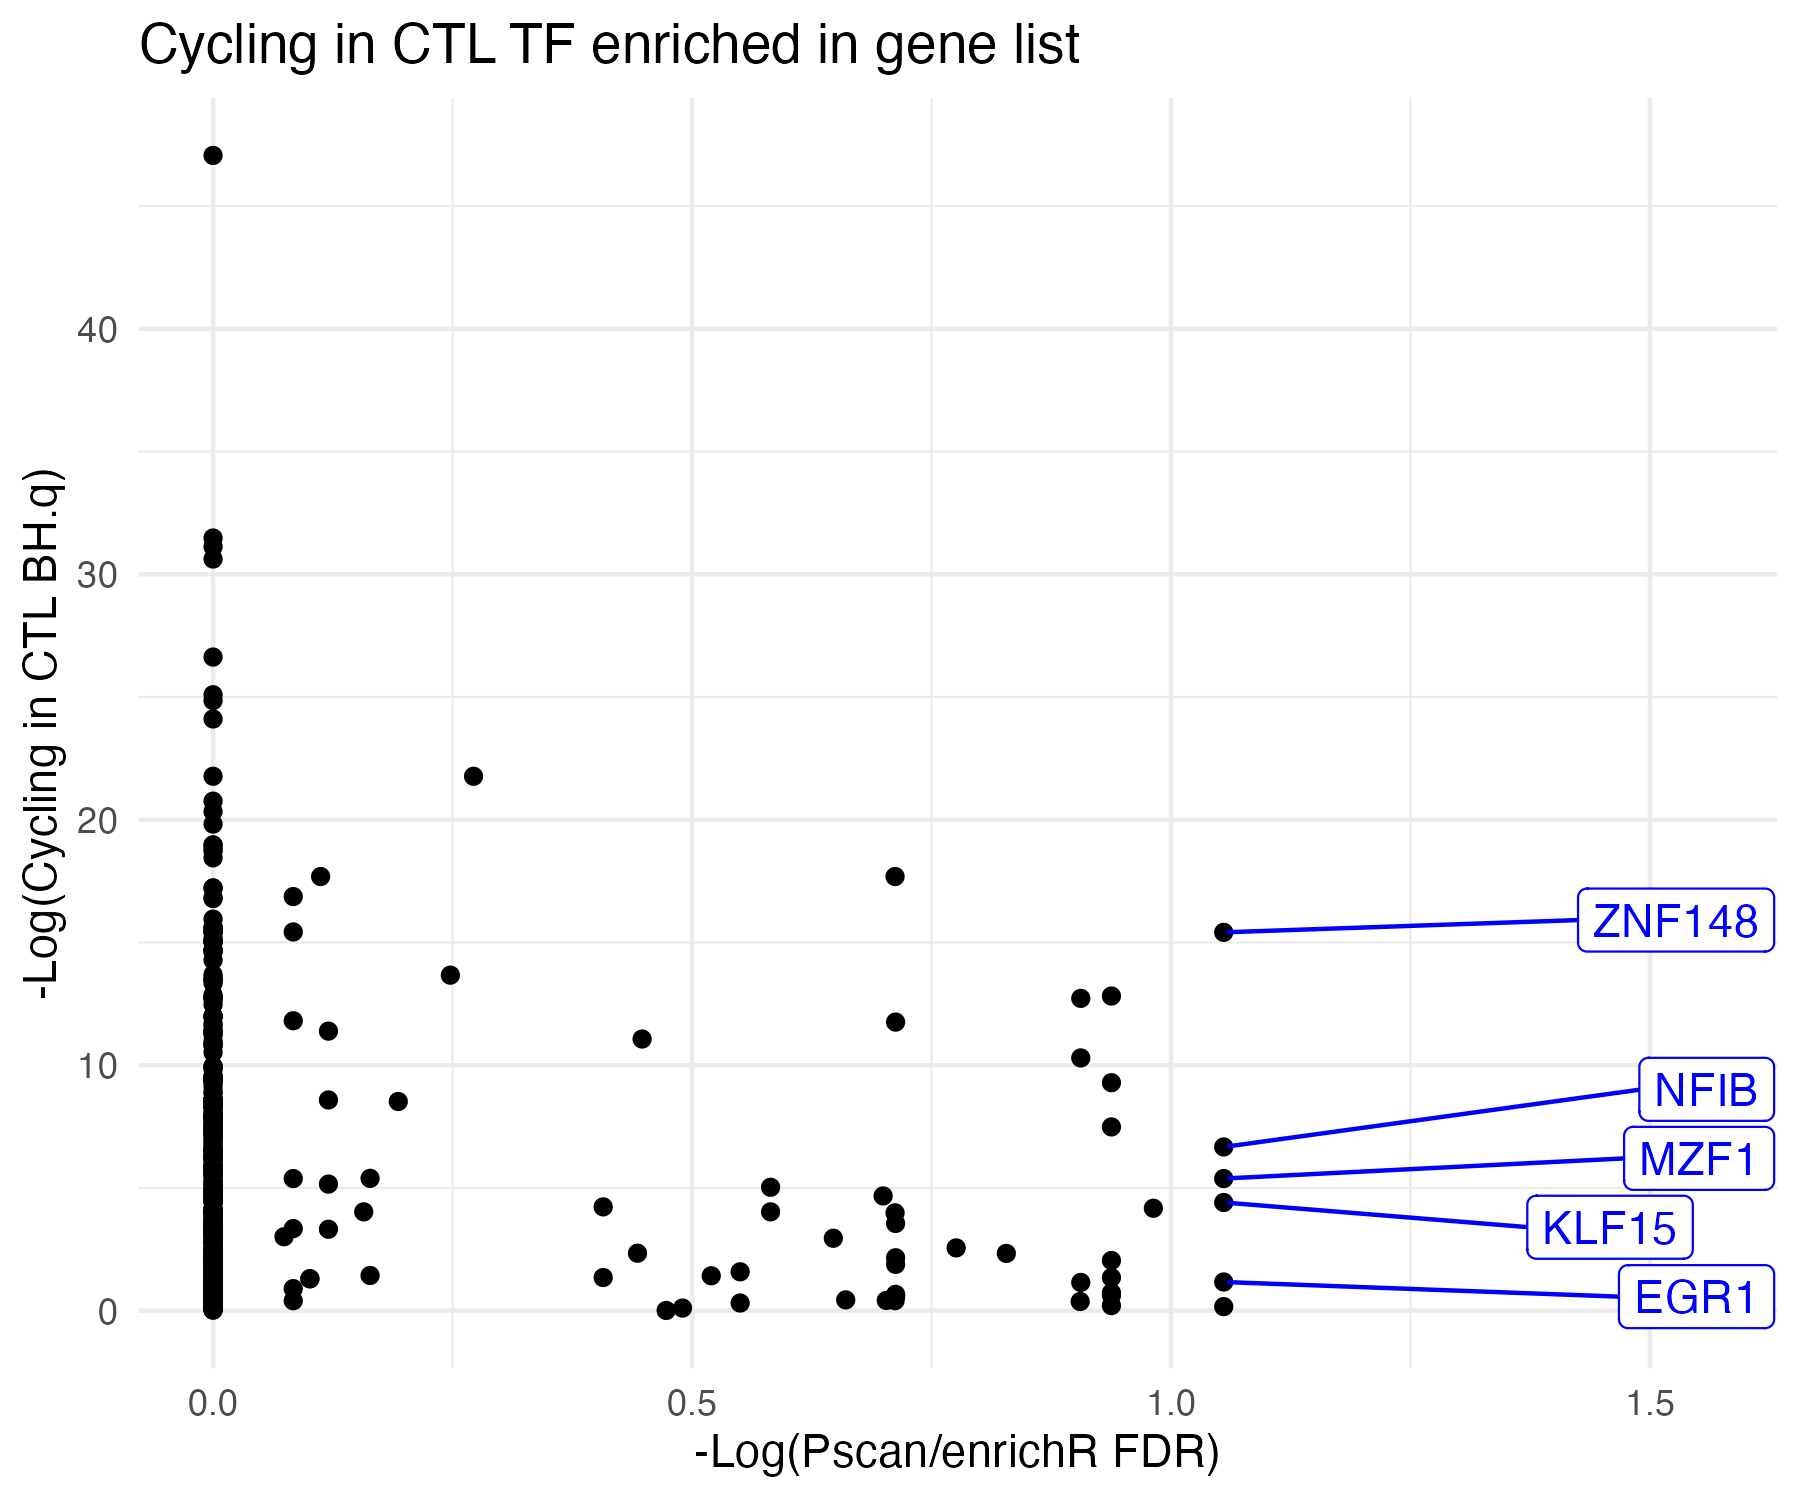 Cycling in CTL TF enriched in gene list
-Log(Cycling in CTL BH.q)
40
30
20
10
0
ZNF148
NFIB
MZF1
KLF15
EGR1
0.0
0.5
1.0
1.5
-Log(Pscan/enrichR FDR)